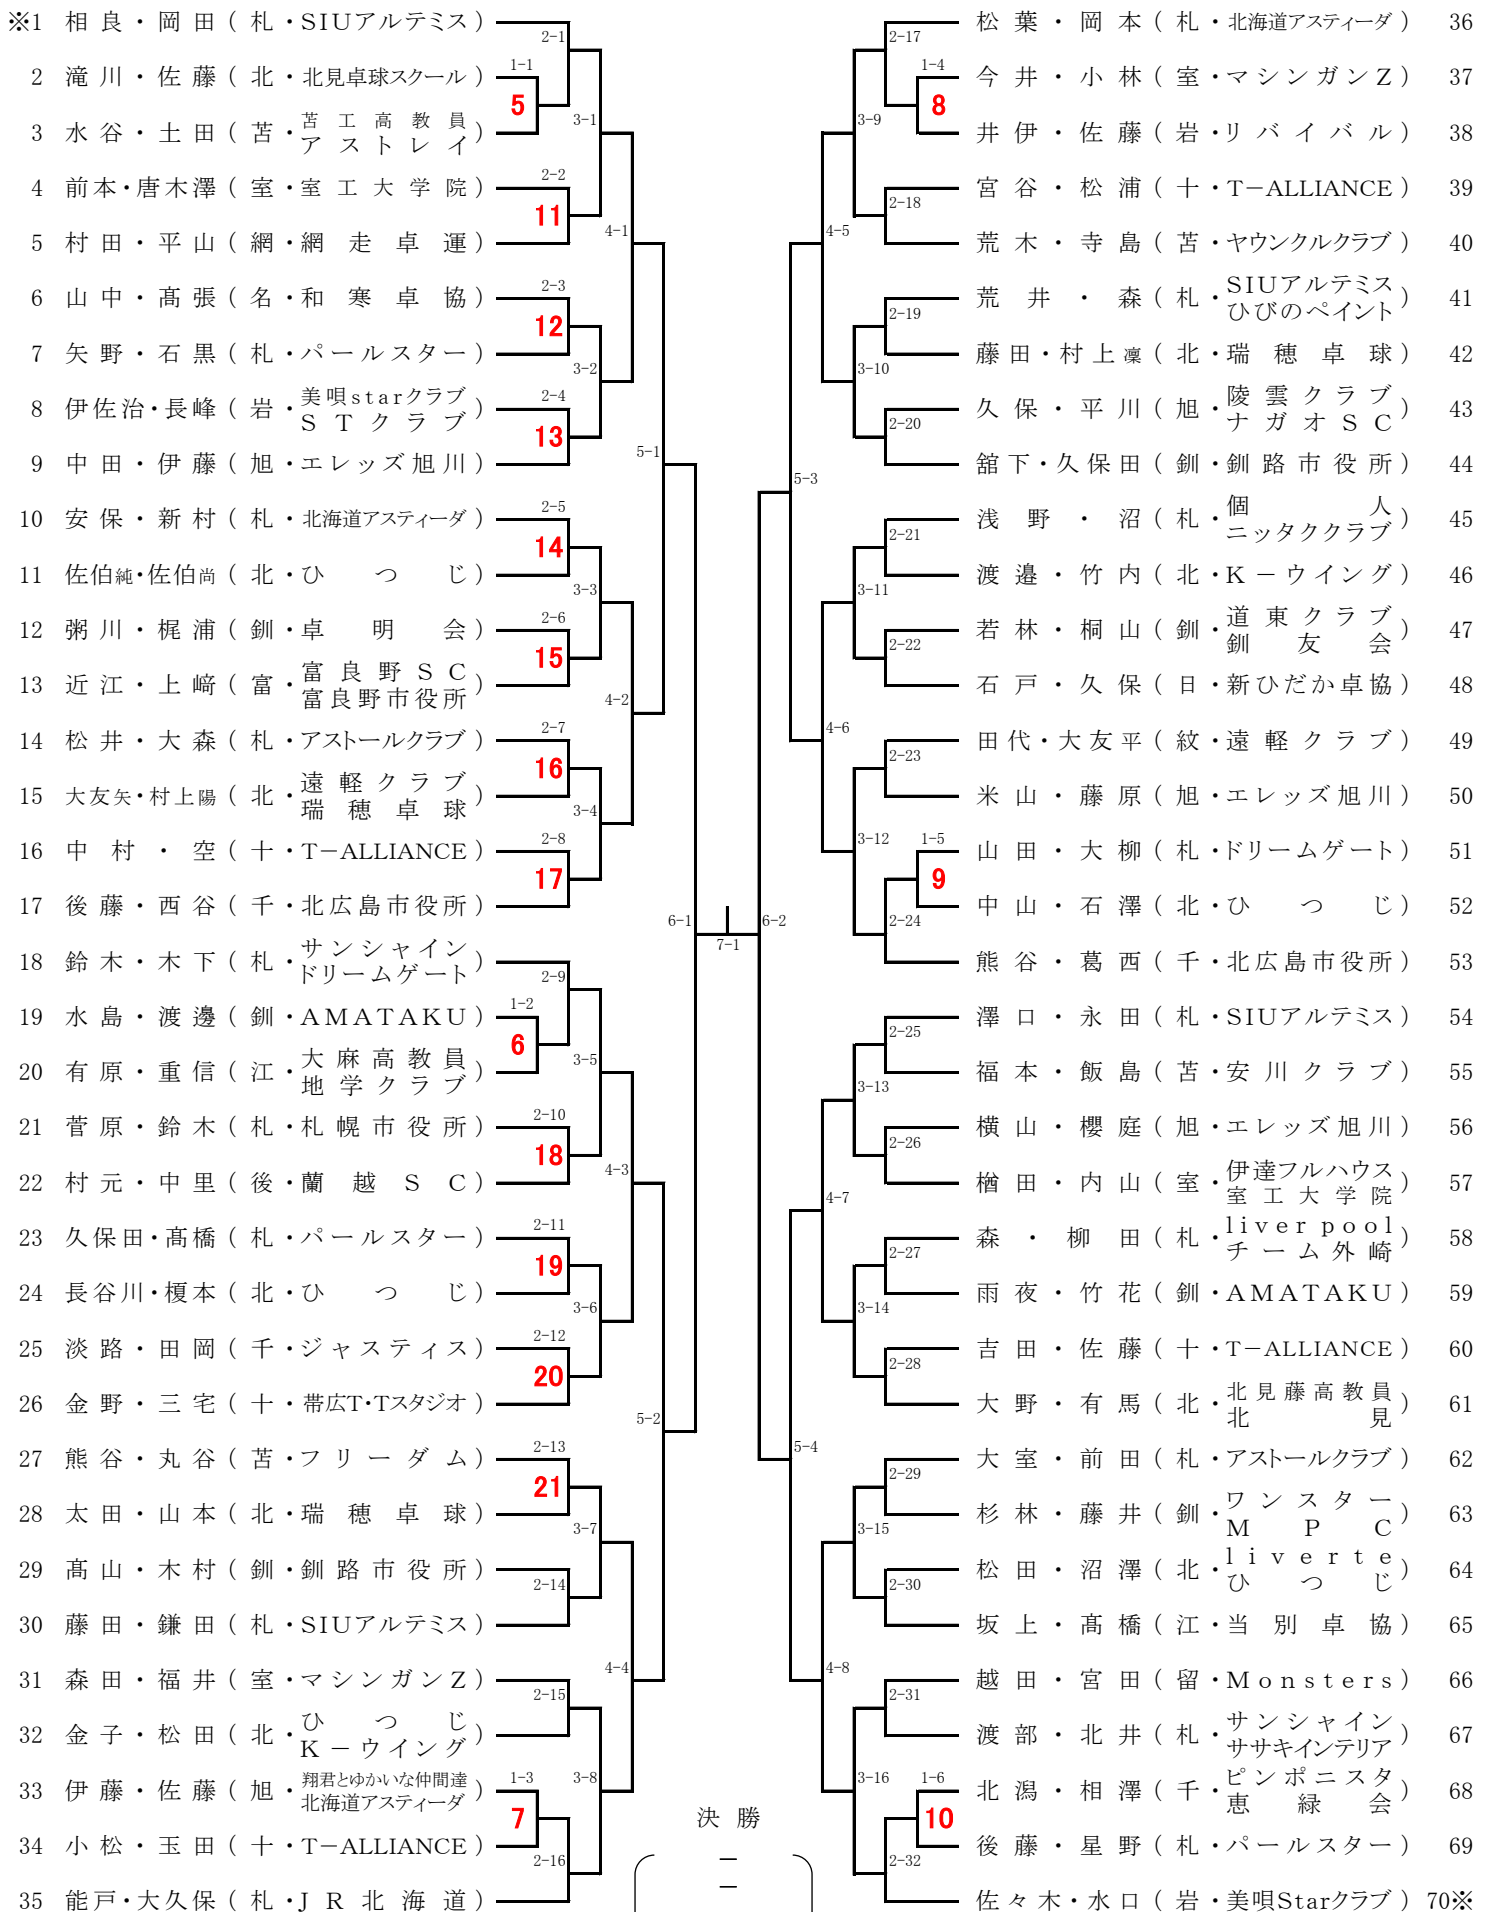 ※1 相良・岡田（札・SIUアルテミス）
2 滝川・佐藤（北・北見卓球スクール）
3 水谷・土田（苫・苫工高教員 アストレイ）
4 前本・唐木澤（室・室工大学院）
5 村田・平山（網・網走卓運）
6 山中・髙張（名・和寒卓協）
7 矢野・石黒（札・パールスター）
8 伊佐治・長峰（岩・美唄starクラブ STクラブ）
9 中田・伊藤（旭・エレッズ旭川）
10 安保・新村（札・北海道アスティーダ）
11 佐伯純・佐伯尚（北・ひつじ）
12 粥川・梶浦（釧・卓明会）
13 近江・上﨑（富・富良野SC 富良野市役所）
14 松井・大森（札・アストールクラブ）
15 大友矢・村上陽（北・遠軽クラブ 瑞穂卓球）
16 中村・空（十・T−ALLIANCE）
17 後藤・西谷（千・北広島市役所）
18 鈴木・木下（札・サンシャイン ドリームゲート）
19 水島・渡邊（釧・AMATAKU）
20 有原・重信（江・大麻高教員 地学クラブ）
21 菅原・鈴木（札・札幌市役所）
22 村元・中里（後・蘭越SC）
23 久保田・髙橋（札・パールスター）
24 長谷川・榎本（北・ひつじ）
25 淡路・田岡（千・ジャスティス）
26 金野・三宅（十・帯広T・Tスタジオ）
27 熊谷・丸谷（苫・フリーダム）
28 太田・山本（北・瑞穂卓球）
29 髙山・木村（釧・釧路市役所）
30 藤田・鎌田（札・SIUアルテミス）
31 森田・福井（室・マシンガンZ）
32 金子・松田（北・ひつじ K−ウイング）
33 伊藤・佐藤（旭・翔君とゆかいな仲間達 北海道アスティーダ）
34 小松・玉田（十・T−ALLIANCE）
35 能戸・大久保（札・JR北海道）
2-1
1-1
5
3-1
2-2
11
4-1
2-3
12
3-2
2-4
13
5-1
2-5
14
3-3
2-6
15
4-2
2-7
16
3-4
2-8
17
6-1
2-9
1-2
6
3-5
2-10
18
4-3
2-11
19
3-6
2-12
20
5-2
2-13
21
3-7
2-14
4-4
2-15
1-3
3-8
7
2-16
7-1
決勝
−
−
6-2
2-17
1-4
8
3-9
2-18
4-5
2-19
3-10
2-20
5-3
2-21
3-11
2-22
4-6
2-23
3-12
1-5
9
2-24
2-25
3-13
2-26
4-7
2-27
3-14
2-28
5-4
2-29
3-15
2-30
4-8
2-31
3-16
1-6
10
2-32
松葉・岡本（札・北海道アスティーダ） 36
今井・小林（室・マシンガンZ） 37
井伊・佐藤（岩・リバイバル） 38
宮谷・松浦（十・T−ALLIANCE） 39
荒木・寺島（苫・ヤウンクルクラブ） 40
荒井・森（札・SIUアルテミス ひびのペイント） 41
藤田・村上凜（北・瑞穂卓球） 42
久保・平川（旭・陵雲クラブ ナガオSC） 43
舘下・久保田（釧・釧路市役所） 44
浅野・沼（札・個人 ニッタククラブ） 45
渡邉・竹内（北・K−ウイング） 46
若林・桐山（釧・道東クラブ 釧友会） 47
石戸・久保（日・新ひだか卓協） 48
田代・大友平（紋・遠軽クラブ） 49
米山・藤原（旭・エレッズ旭川） 50
山田・大柳（札・ドリームゲート） 51
中山・石澤（北・ひつじ） 52
熊谷・葛西（千・北広島市役所） 53
澤口・永田（札・SIUアルテミス） 54
福本・飯島（苫・安川クラブ） 55
横山・櫻庭（旭・エレッズ旭川） 56
楢田・内山（室・伊達フルハウス 室工大学院） 57
森・柳田（札・liverpool チーム外崎） 58
雨夜・竹花（釧・AMATAKU） 59
吉田・佐藤（十・T−ALLIANCE） 60
大野・有馬（北・北見藤高教員 北見） 61
大室・前田（札・アストールクラブ） 62
杉林・藤井（釧・ワンスター MPC） 63
松田・沼澤（北・liverte ひつじ） 64
坂上・髙橋（江・当別卓協） 65
越田・宮田（留・Monsters） 66
渡部・北井（札・サンシャイン ササキインテリア） 67
北潟・相澤（千・ピンポニスタ 恵緑会） 68
後藤・星野（札・パールスター） 69
佐々木・水口（岩・美唄Starクラブ） 70※